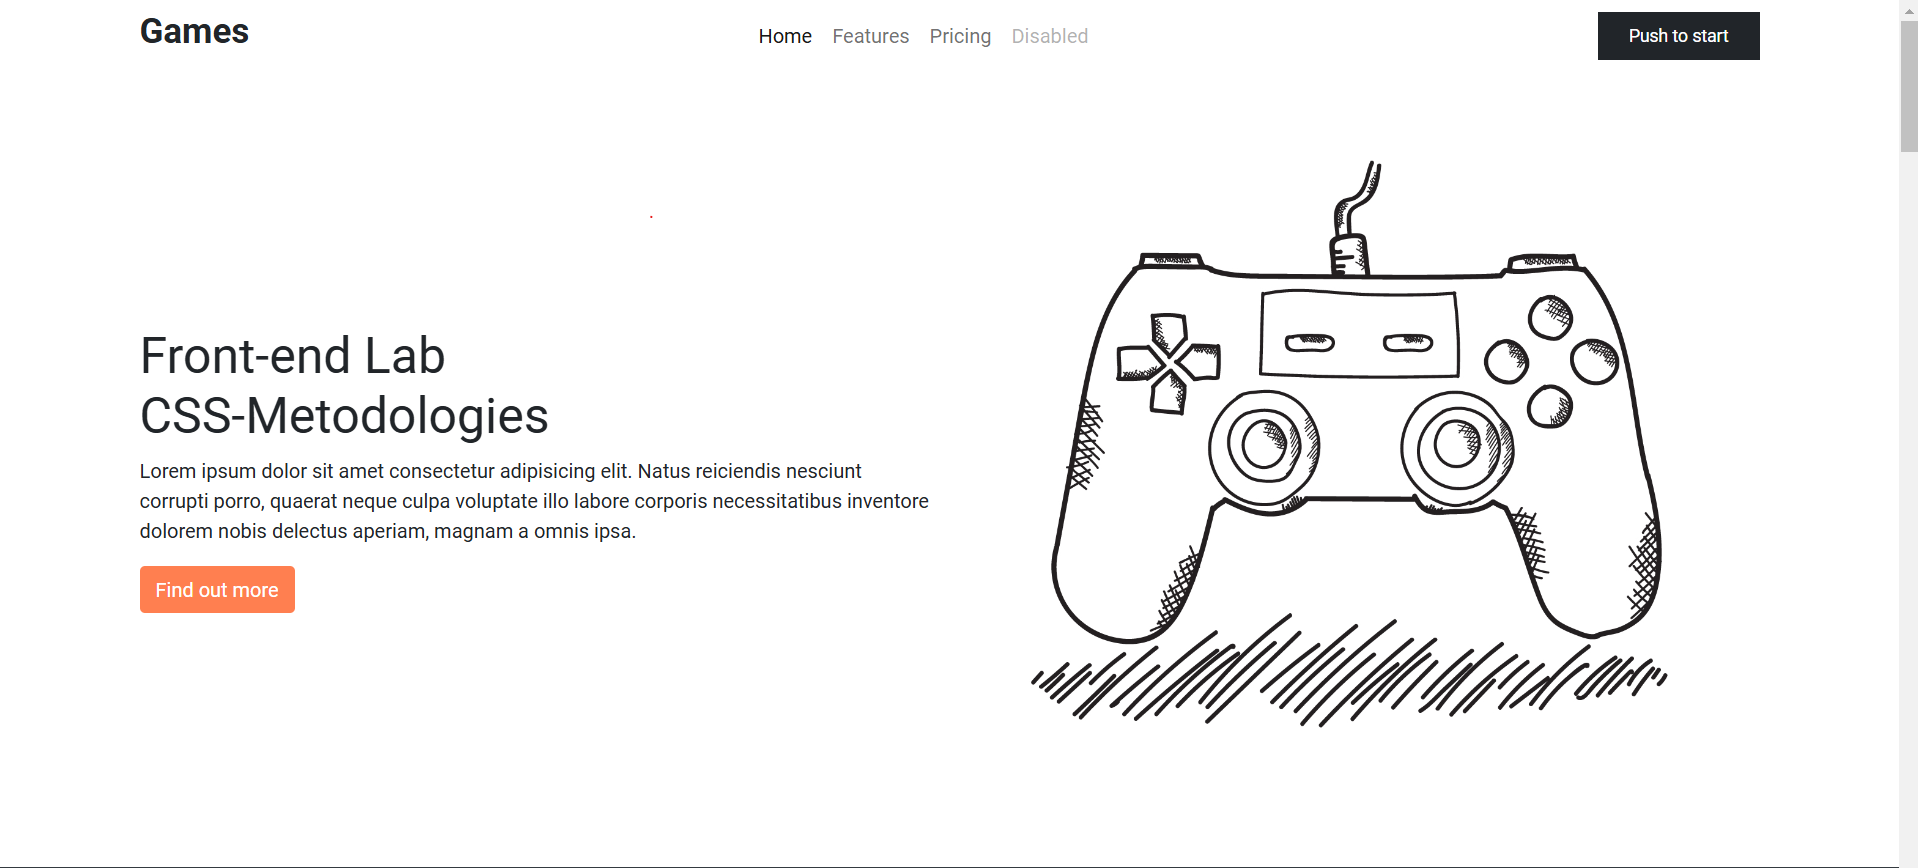 Games
Home Features Pricing Disabled
Push to start
Front-end Lab
CSS-Metodologies
Lorem ipsum dolor sit amet consectetur adipisicing elit. Natus reiciendis nesciunt
corrupti porro, quaerat neque culpa voluptate illo labore corporis necessitatibus inventore
dolorem nobis delectus aperiam, magnam a omnis ipsa.
Find out more